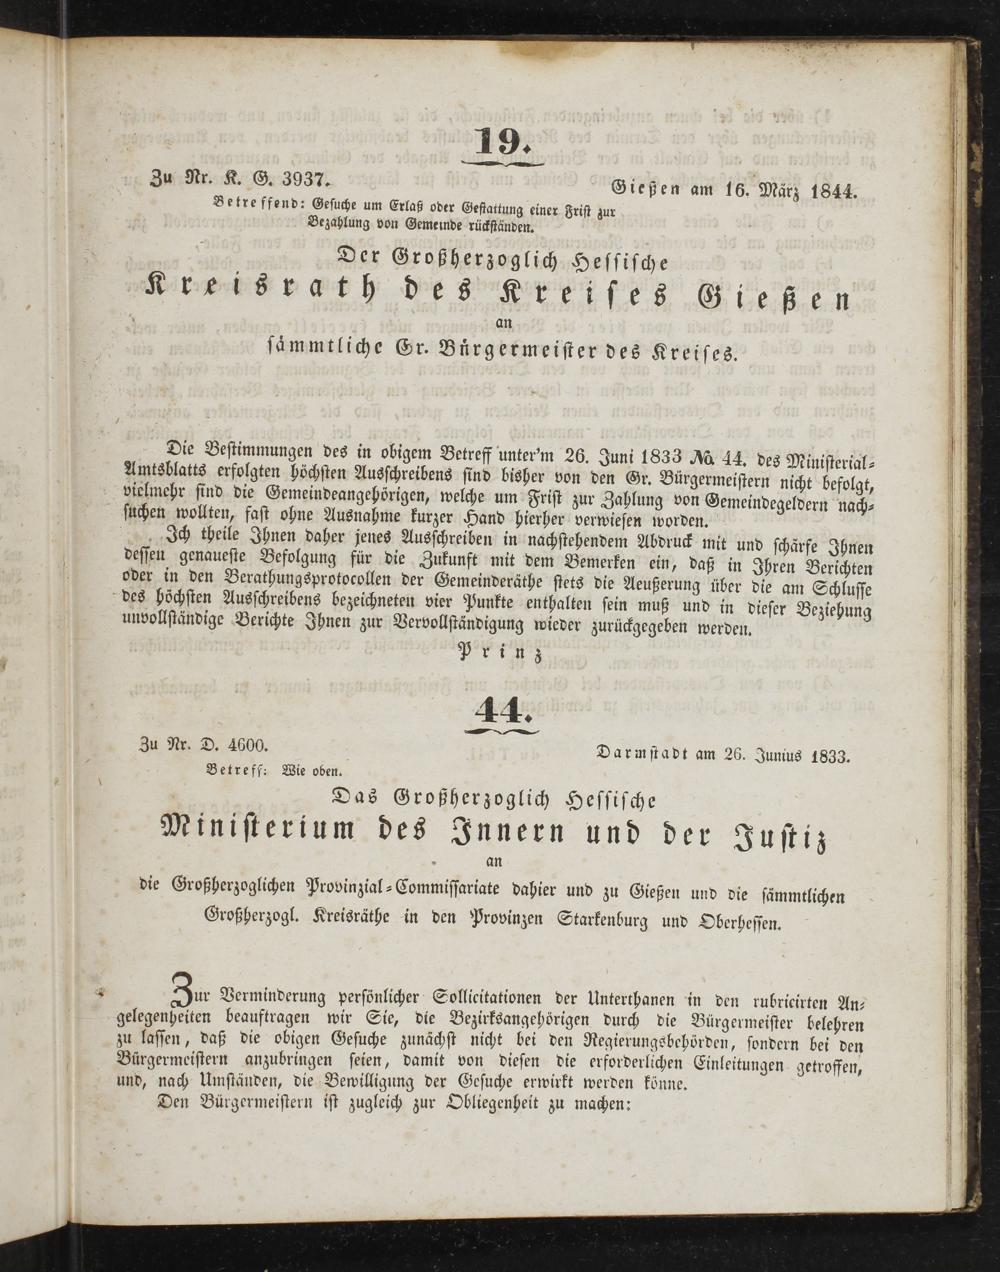 19.
Zu Nr. K. G. 3937.
Gießen am 16. März 1844.
Betreffend: Gesuche um Erlaß oder Gestattung einer Frist zur
Bezahlung von Gemeinde rückständen.
Der Großherzoglich Hessische
Kreisrath des Kreises Gießen
an
sämmtliche Gr. Bürgermeister des Kreises.
Die Bestimmungen des in obigem Betreff unter'm 26. Juni 1833 No. 44. des Ministerial-
Amtsblatts erfolgten höchsten Ausschreibens sind bisher von den Gr. Bürgermeistern nicht befolgt,
vielmehr sind die Gemeindeangehörigen, welche um Frist zur Zahlung von Gemeindegeldern nach-
suchen wollten, fast ohne Ausnahme kurzer Hand hierher verwiesen worden.
Ich theile Ihnen daher jenes Ausschreiben in nachstehendem Abdruck mit und schärfe Ihnen
dessen genaueste Befolgung für die Zukunft mit dem Bemerken ein, daß in Ihren Berichten
oder in den Berathungsprotocollen der Gemeinderäthe stets die Aeußerung über die am Schlusse
des höchsten Ausschreibens bezeichneten vier Punkte enthalten sein muß und in dieser Beziehung
unvollständige Berichte Ihnen zur Vervollständigung wieder zurückgegeben werden.
Prinz
44.
Zu Nr. D. 4600.
Darmstadt am 26. Junius 1833.
Betreff: Wie oben.
Das Großherzoglich Hessische
Ministerium des Innern und der Justiz
an
die Großherzoglichen Provinzial-Commissariate dahier und zu Gießen und die sämmtlichen
Großherzogl. Kreisräthe in den Provinzen Starkenburg und Oberhessen.
Zur Verminderung persönlicher Sollicitationen der Unterthanen in den rubricirten An-
gelegenheiten beauftragen wir Sie, die Bezirksangehörigen durch die Bürgermeister belehren
zu lassen, daß die obigen Gesuche zunächst nicht bei den Regierungsbehörden, sondern bei den
Bürgermeistern anzubringen seien, damit von diesen die erforderlichen Einleitungen getroffen,
und, nach Umständen, die Bewilligung der Gesuche erwirkt werden könne.
Den Bürgermeistern ist zugleich zur Obliegenheit zu machen: